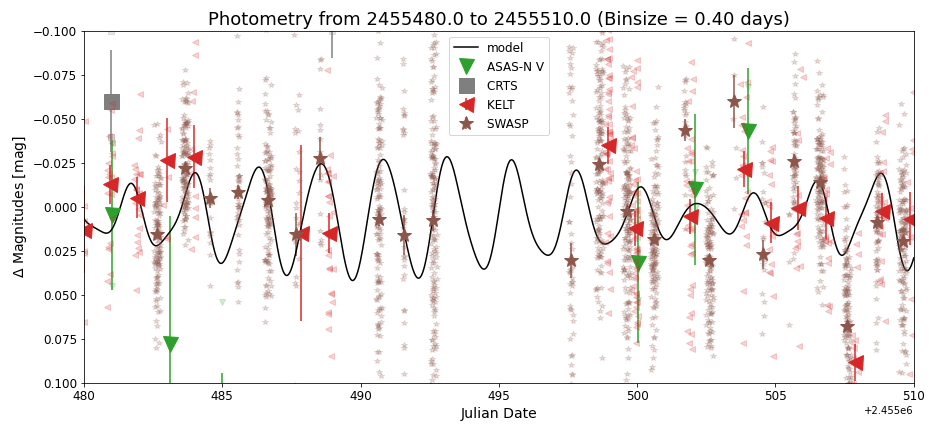 Photometry from 2455480.0 to 2455510.0 (Binsize = 0.40 days)
Δ Magnitudes [mag]
−0.100
−0.075
−0.050
−0.025
0.000
0.025
0.050
0.075
0.100
model
ASAS-N V
CRTS
KELT
SWASP
480 485 490 495 500 505 510
Julian Date
+2.455e6